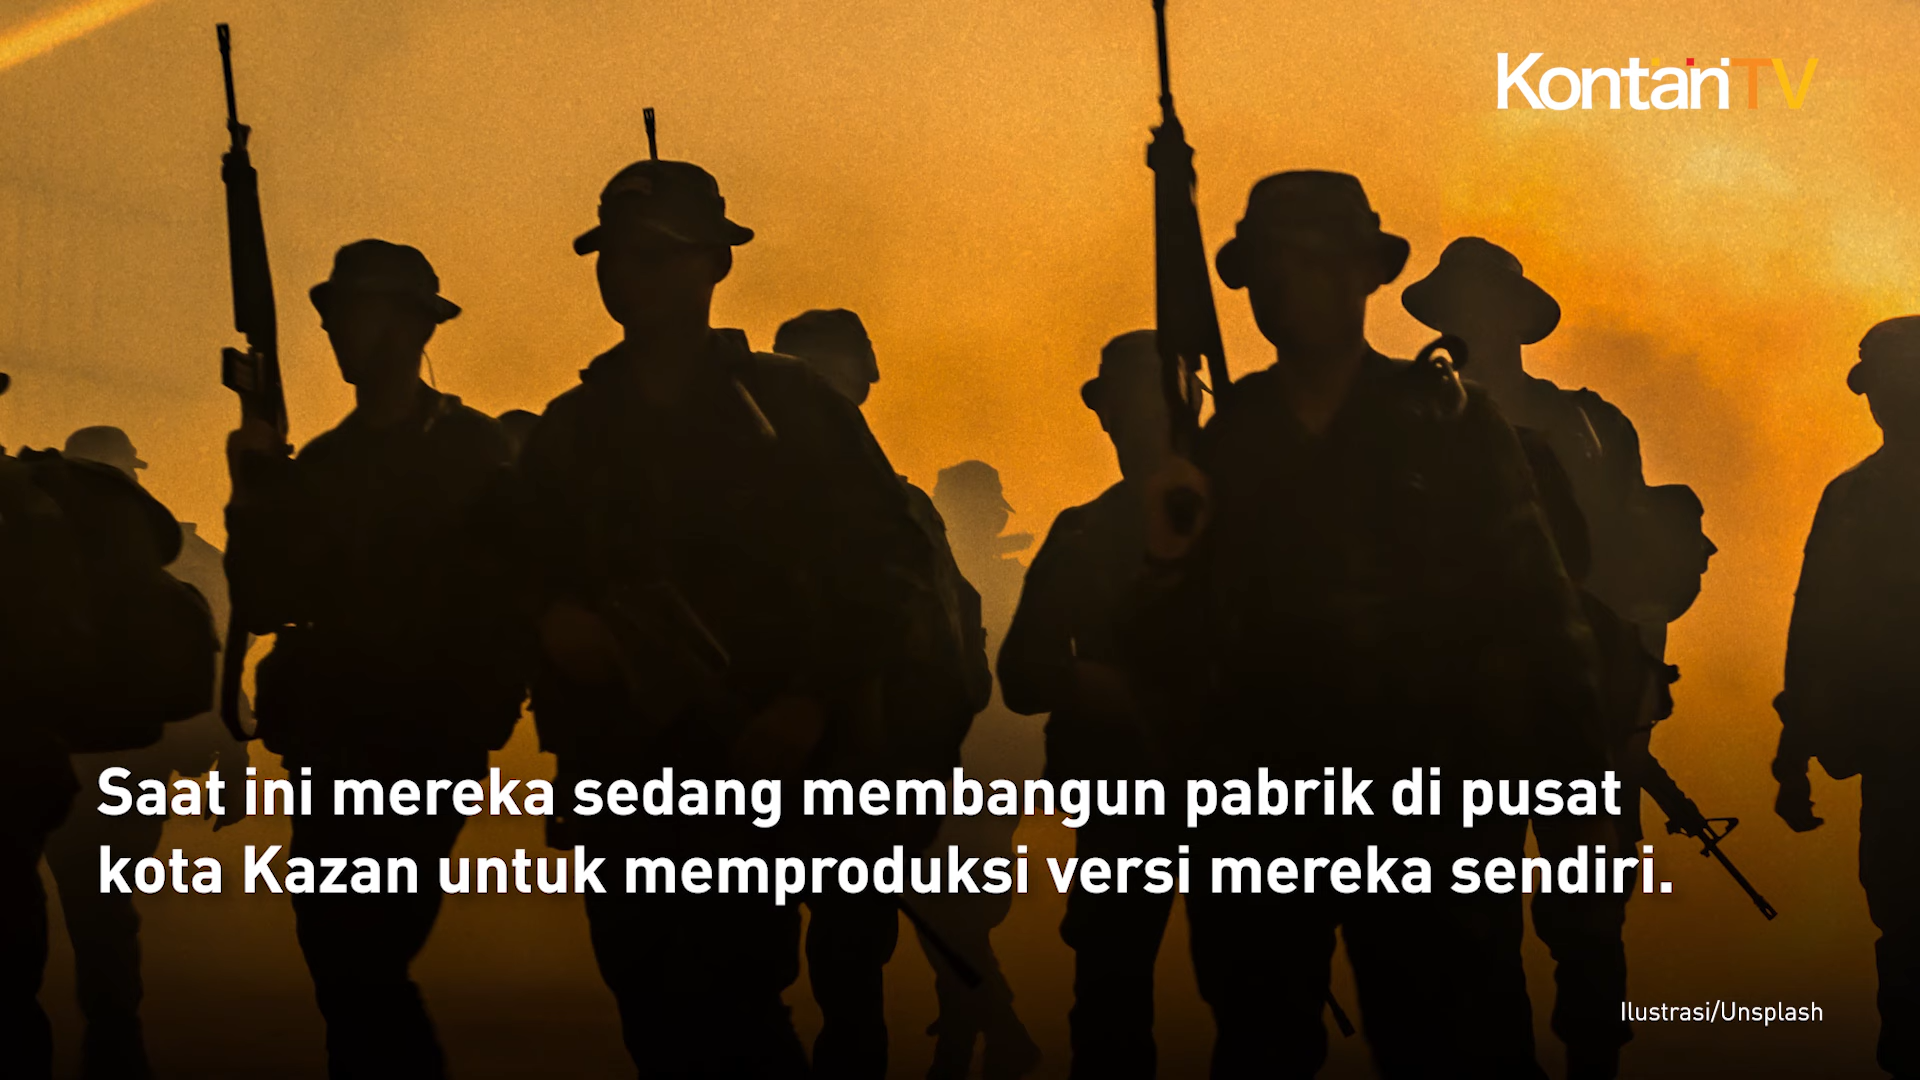 KontanTV
Saat ini mereka sedang membangun pabrik di pusat
kota Kazan untuk memproduksi versi mereka sendiri.
Ilustrasi/Unsplash